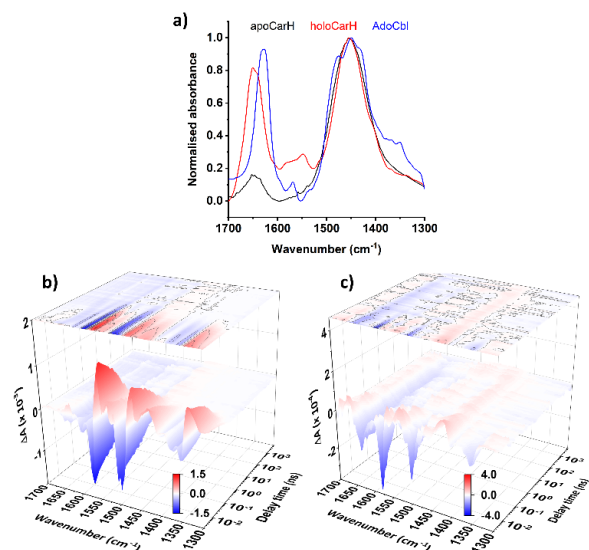 a)
apoCarH holoCarH AdoCbl
Normalised absorbance
1.0
0.8
0.6
0.4
0.2
0.0
1700 1600 1500 1400 1300
Wavenumber (cm⁻¹)
b)
2
1
0
-1
ΔA (x 10⁻³)
1700 1650 1600 1550 1500 1450 1400 1350 1300
Wavenumber (cm⁻¹)
10³
10²
10¹
10⁰
10⁻¹
10⁻²
Delay time (ns)
1.5
0
-1.5
c)
4
2
0
-2
ΔA (x 10⁻⁴)
1700 1650 1600 1550 1500 1450 1400 1350 1300
Wavenumber (cm⁻¹)
10³
10²
10¹
10⁰
10⁻¹
10⁻²
Delay time (ns)
4.0
0
-4.0